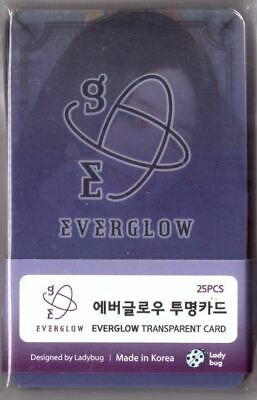 g
E
EVERGLOW
25PCS
g
E
EVERGLOW
에버글로우 투명카드
EVERGLOW TRANSPARENT CARD
Designed by Ladybug | Made in Korea
Lady
bug